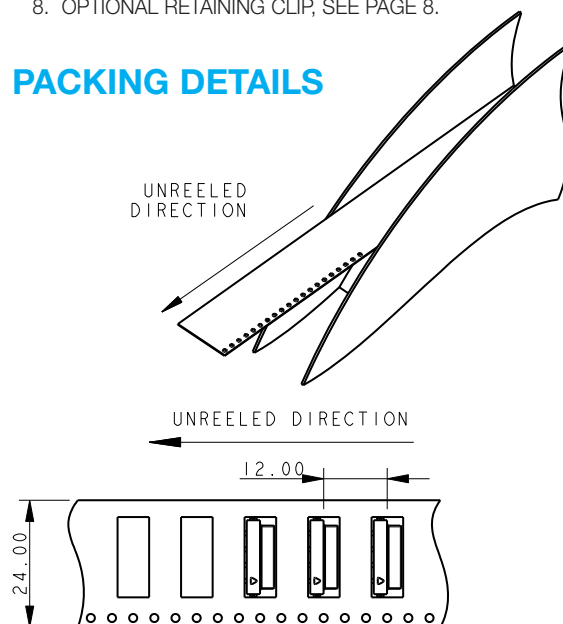 8. OPTIONAL RETAINING CLIP, SEE PAGE 8.
PACKING DETAILS
UNREELED
DIRECTION
UNREELED DIRECTION
12.00
24.00